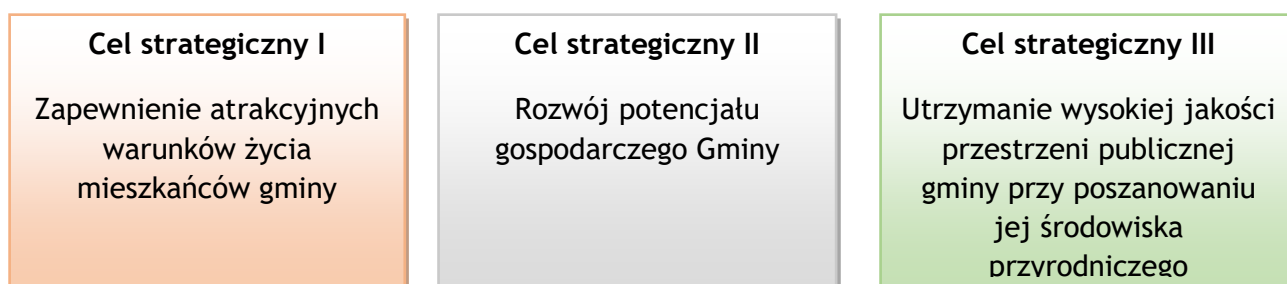 Cel strategiczny I
Zapewnienie atrakcyjnych
warunków życia
mieszkańców gminy
Cel strategiczny II
Rozwój potencjału
gospodarczego Gminy
Cel strategiczny III
Utrzymanie wysokiej jakości
przestrzeni publicznej
gminy przy poszanowaniu
jej środowiska
przyrodniczego